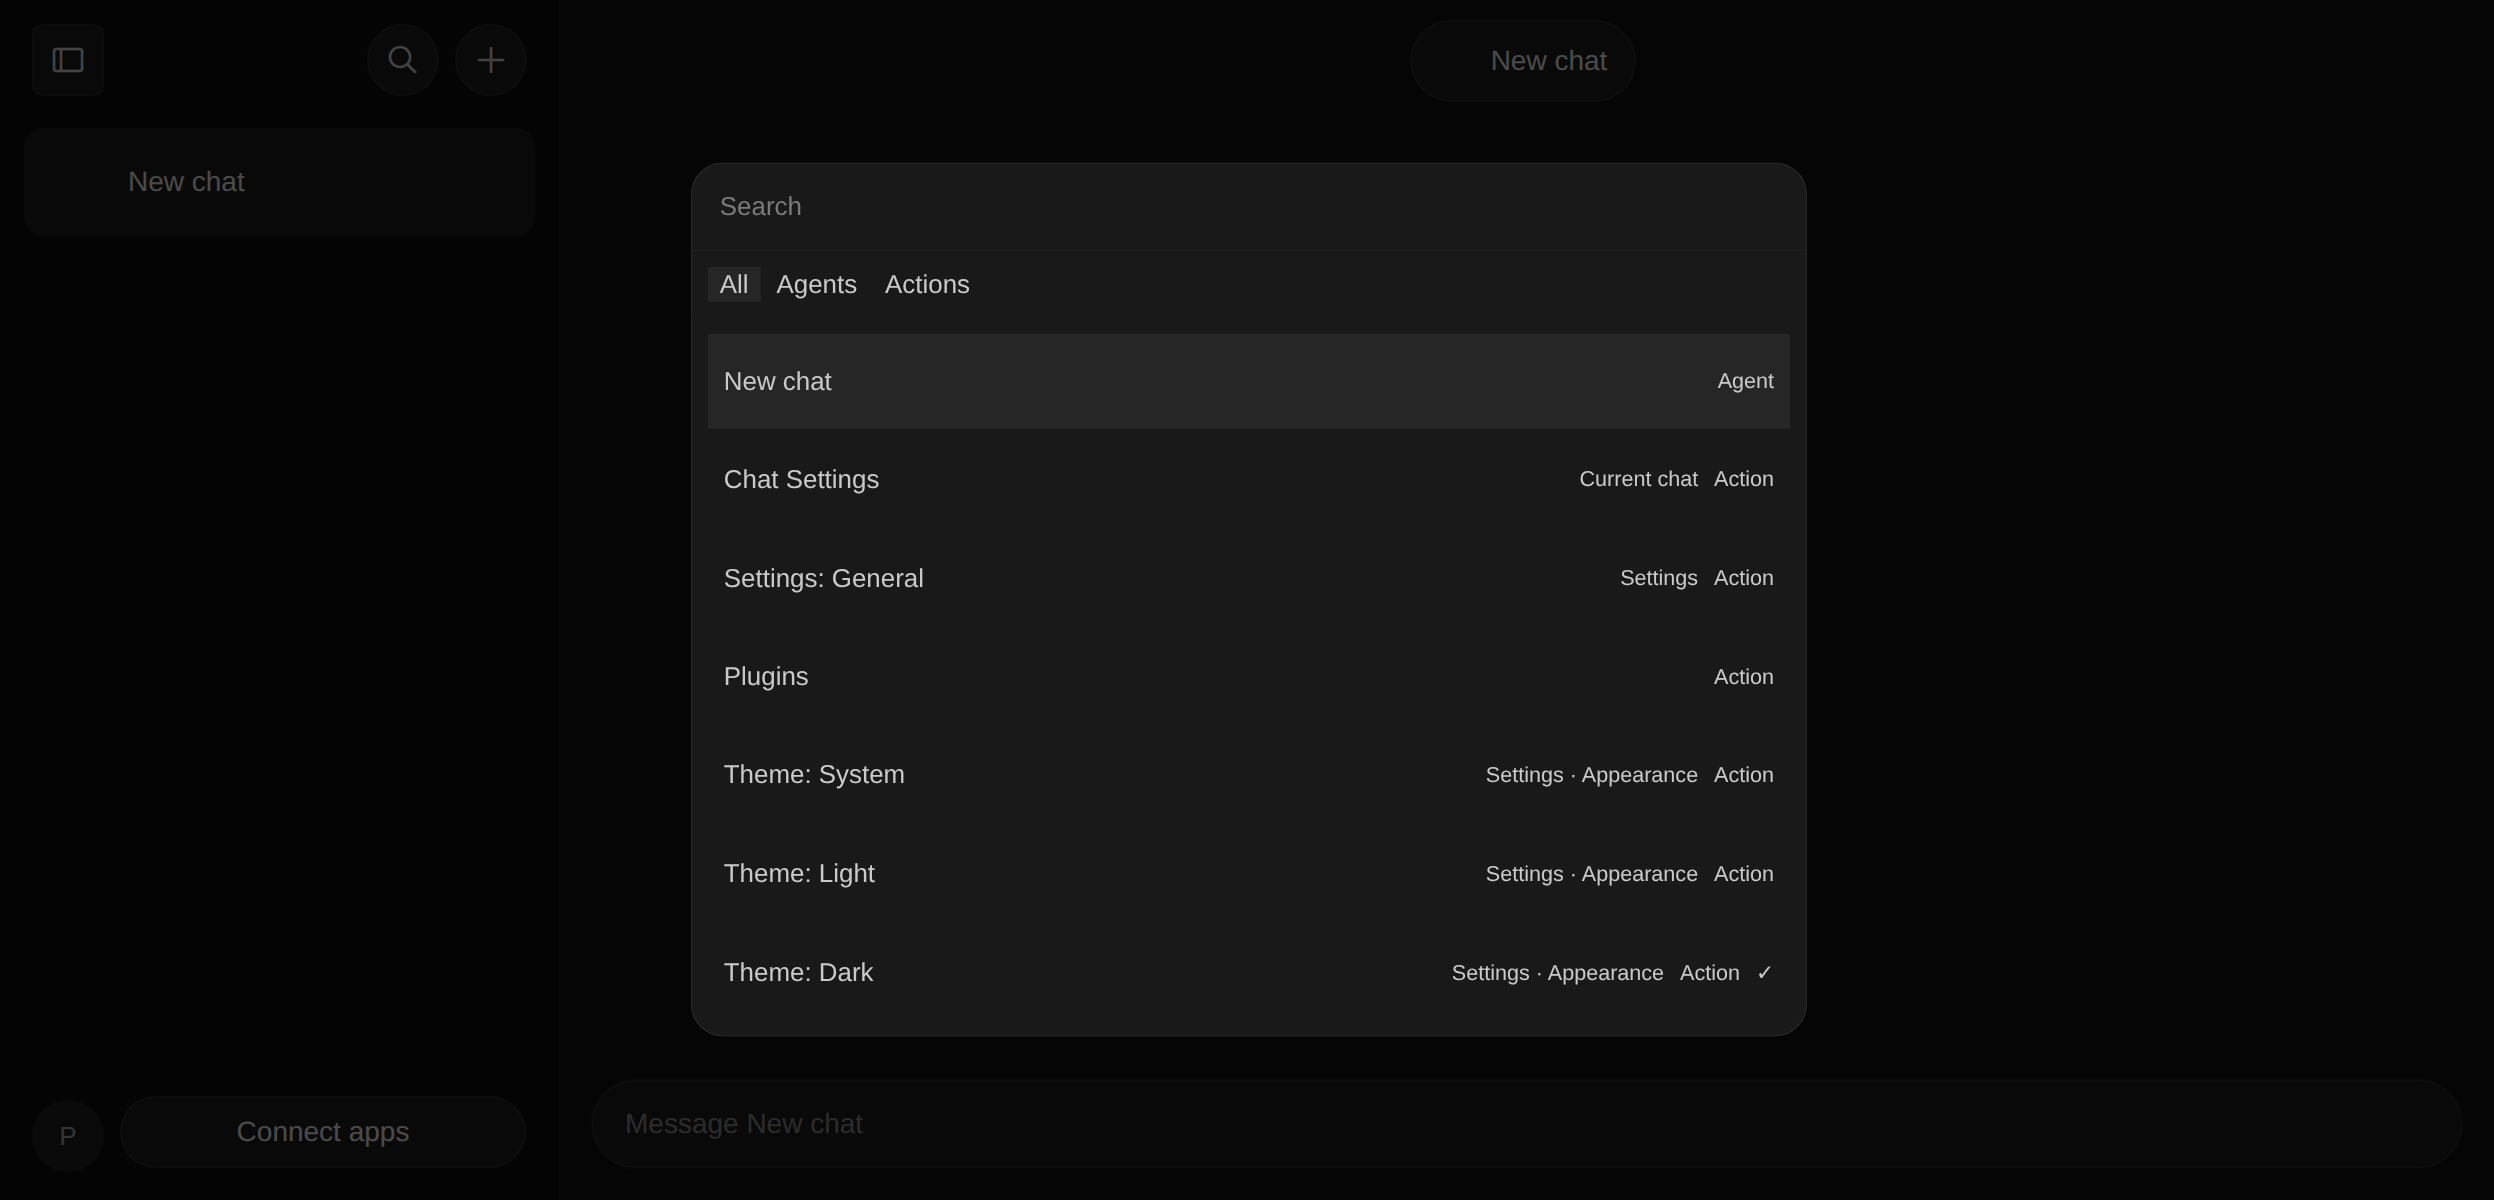 New chat
New chat
Search
All Agents Actions
New chat Agent
Chat Settings Current chat Action
Settings: General Settings Action
Plugins Action
Theme: System Settings · Appearance Action
Theme: Light Settings · Appearance Action
Theme: Dark Settings · Appearance Action ✓
P Connect apps
Message New chat